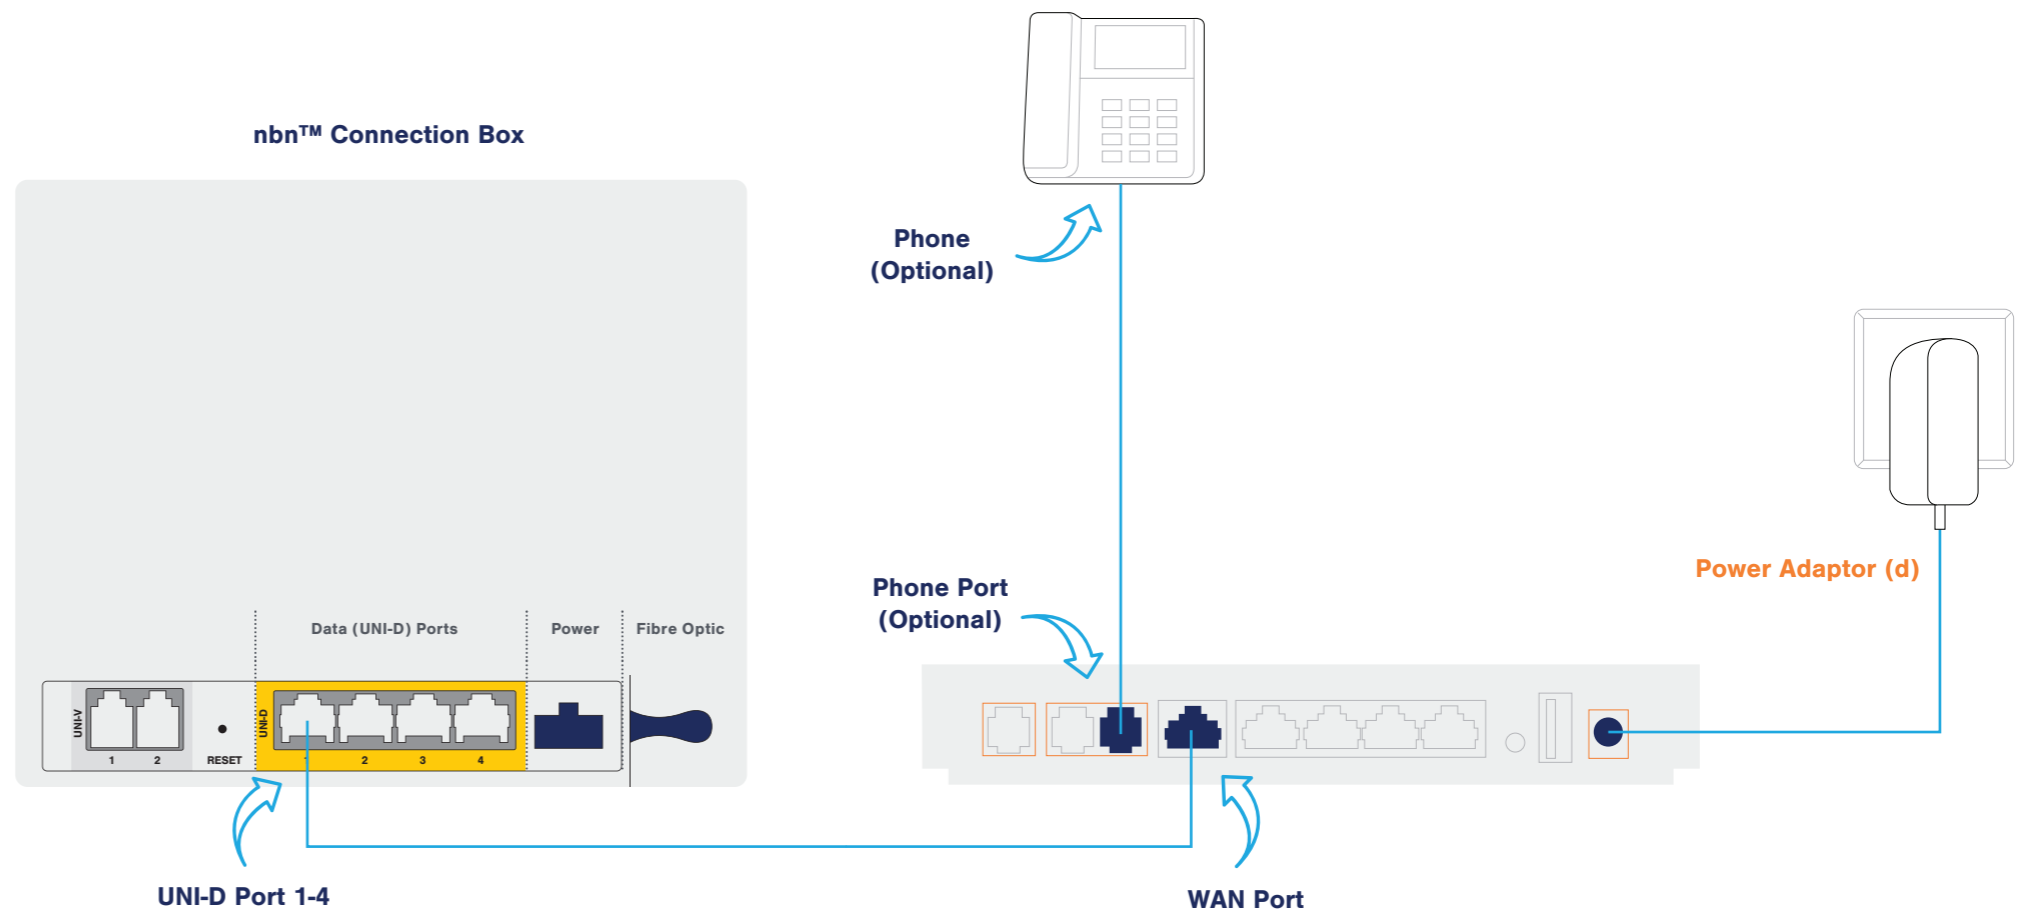 nbn™ Connection Box
Phone
(Optional)
Power Adaptor (d)
Phone Port
(Optional)
Data (UNI-D) Ports
Power
Fibre Optic
UNI-V
1 2
RESET
UNI-D
1 2 3 4
UNI-D Port 1-4
WAN Port